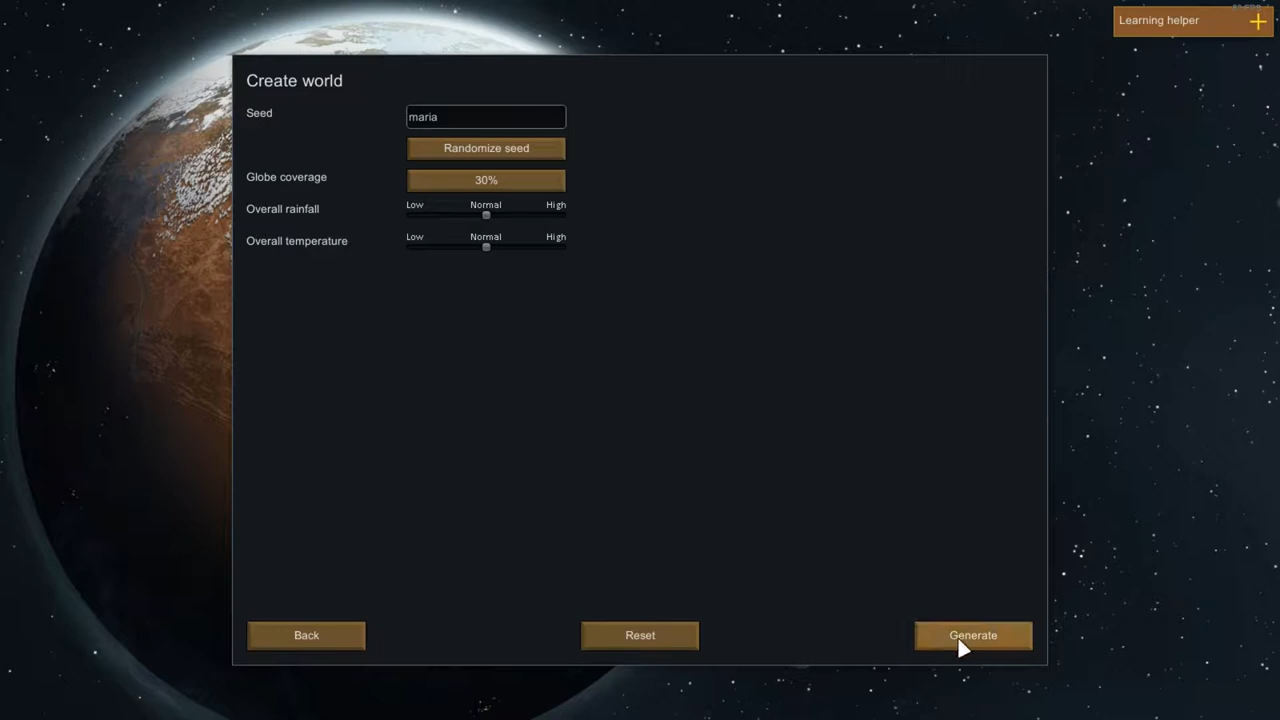 Learning helper
Create world
Seed
maria
Randomize seed
Globe coverage
30%
Overall rainfall
Low Normal High
Overall temperature
Low Normal High
Back
Reset
Generate